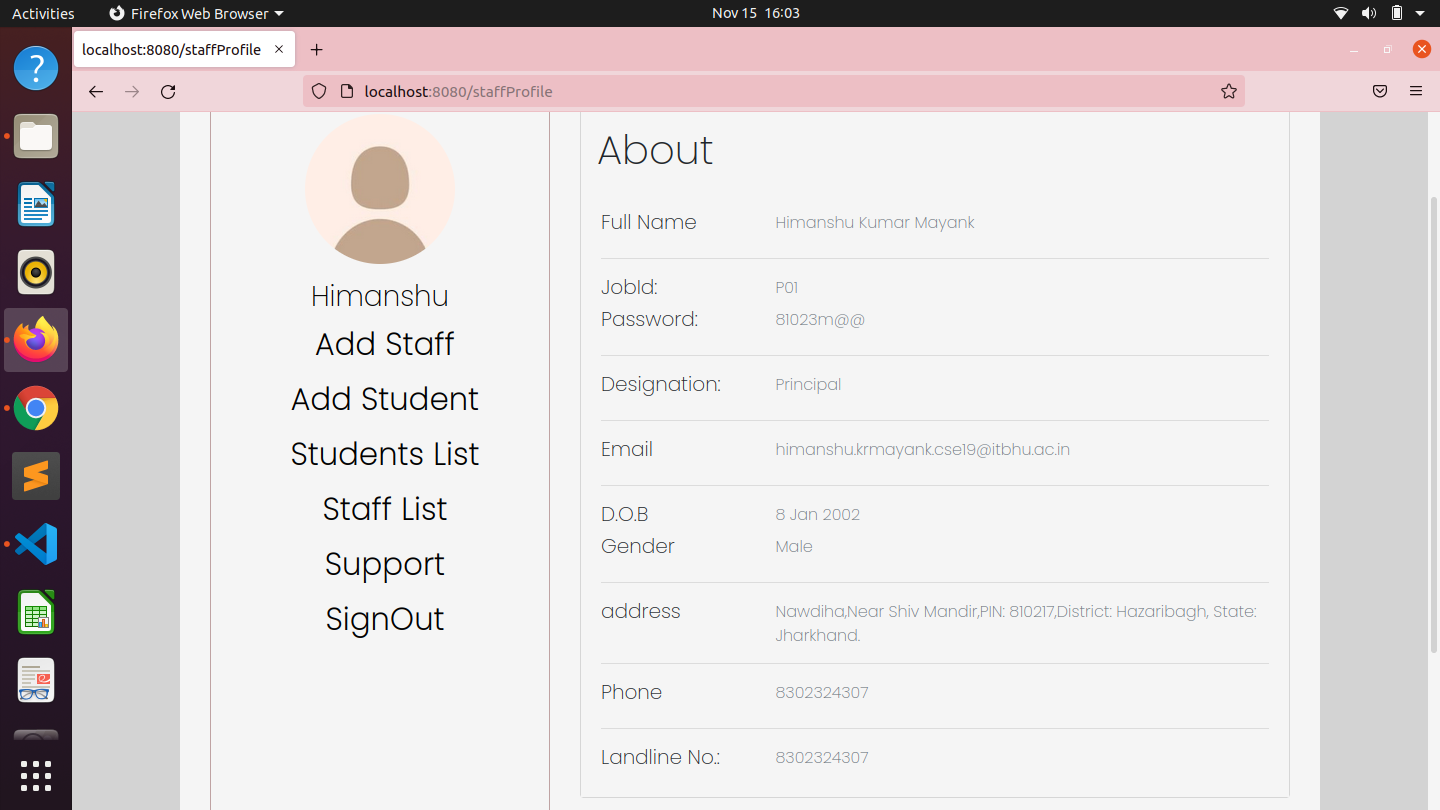 Activities
Firefox Web Browser
Nov 15 16:03
localhost:8080/staffProfile
localhost:8080/staffProfile
Himanshu
Add Staff
Add Student
Students List
Staff List
Support
SignOut
About
Full Name Himanshu Kumar Mayank
JobId: P01
Password: 81023m@@
Designation: Principal
Email himanshu.krmayank.cse19@itbhu.ac.in
D.O.B 8 Jan 2002
Gender Male
address Nawdiha,Near Shiv Mandir,PIN: 810217,District: Hazaribagh, State:
Jharkhand.
Phone 8302324307
Landline No.: 8302324307